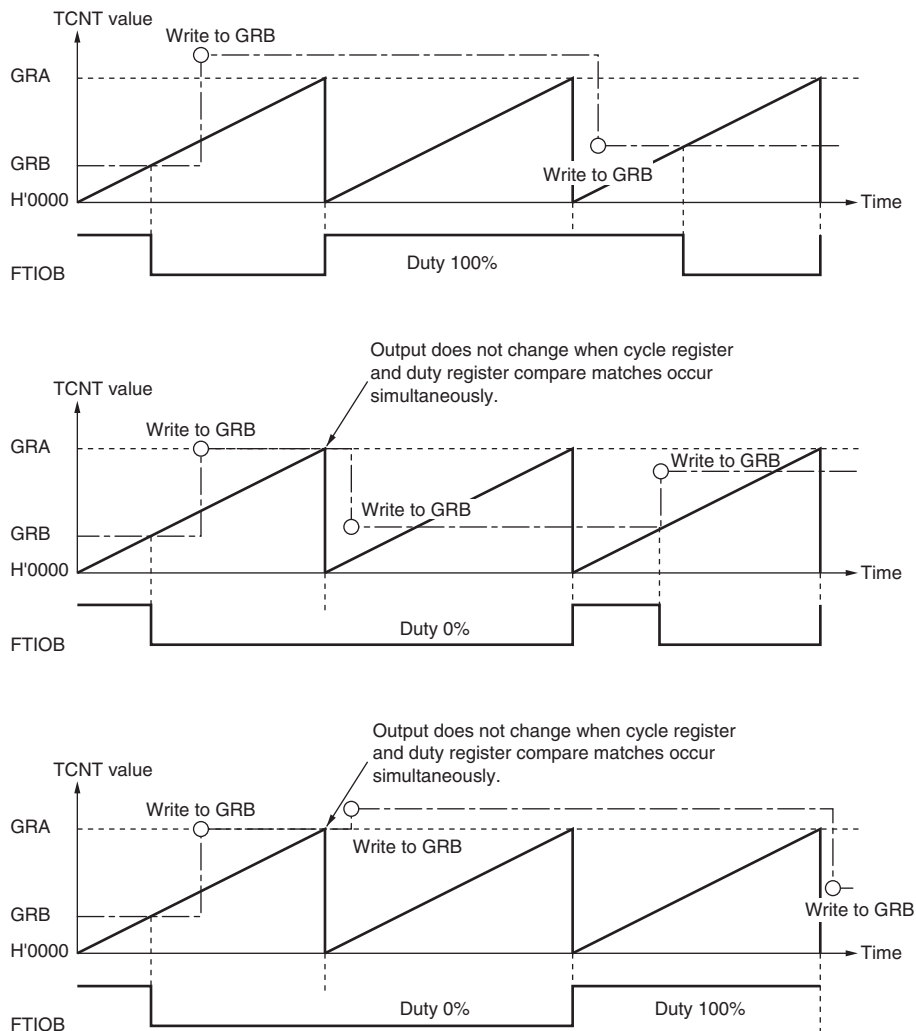 TCNT value
Write to GRB
GRA
GRB
Write to GRB
H'0000
Time
FTIOB
Duty 100%
Output does not change when cycle register
and duty register compare matches occur
simultaneously.
TCNT value
Write to GRB
GRA
Write to GRB
Write to GRB
GRB
H'0000
Time
Duty 0%
FTIOB
Output does not change when cycle register
and duty register compare matches occur
simultaneously.
TCNT value
Write to GRB
GRA
Write to GRB
GRB
Write to GRB
H'0000
Time
Duty 0%
Duty 100%
FTIOB